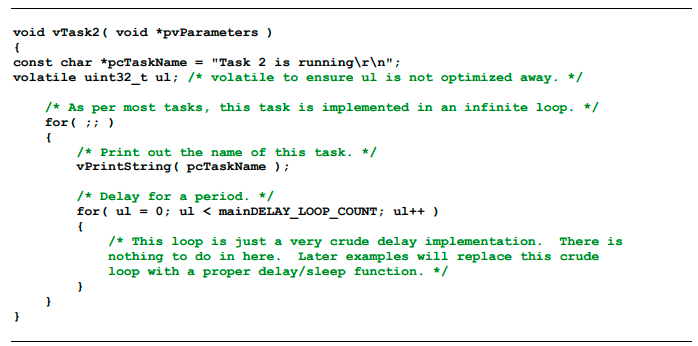 void vTask2( void *pvParameters )
{
const char *pcTaskName = "Task 2 is running\r\n";
volatile uint32_t ul; /* volatile to ensure ul is not optimized away. */
/* As per most tasks, this task is implemented in an infinite loop. */
for( ;; )
{
/* Print out the name of this task. */
vPrintString( pcTaskName );
/* Delay for a period. */
for( ul = 0; ul < mainDELAY_LOOP_COUNT; ul++ )
{
/* This loop is just a very crude delay implementation.  There is
nothing to do in here.  Later examples will replace this crude
loop with a proper delay/sleep function. */
}
}
}